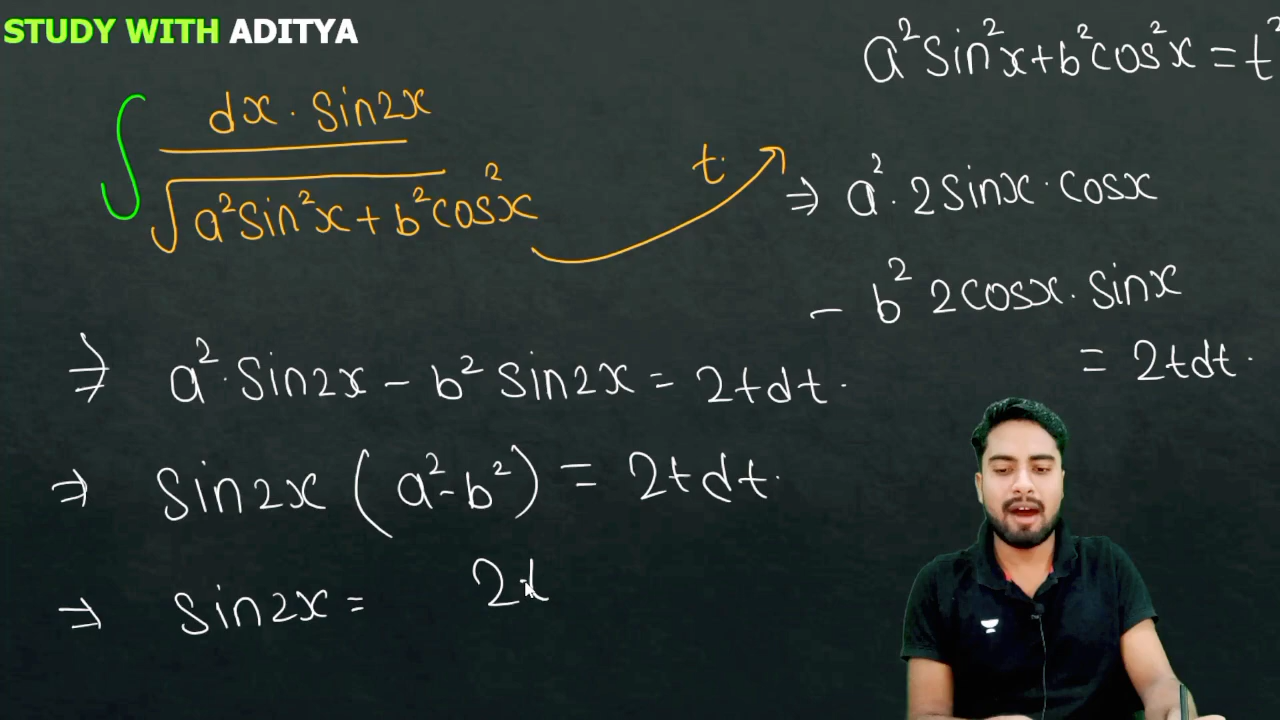 STUDY WITH ADITYA
a²sin²x+b²cos²x=t²
∫ dx·sin2x
√a²sin²x+b²cos²x
t.
⇒ a²·2sinx·cosx
- b² 2cosx·sinx
= 2tdt.
⇒ a²·sin2x - b² sin2x = 2tdt.
⇒ sin2x (a²-b²) = 2tdt.
⇒ sin2x = 2t